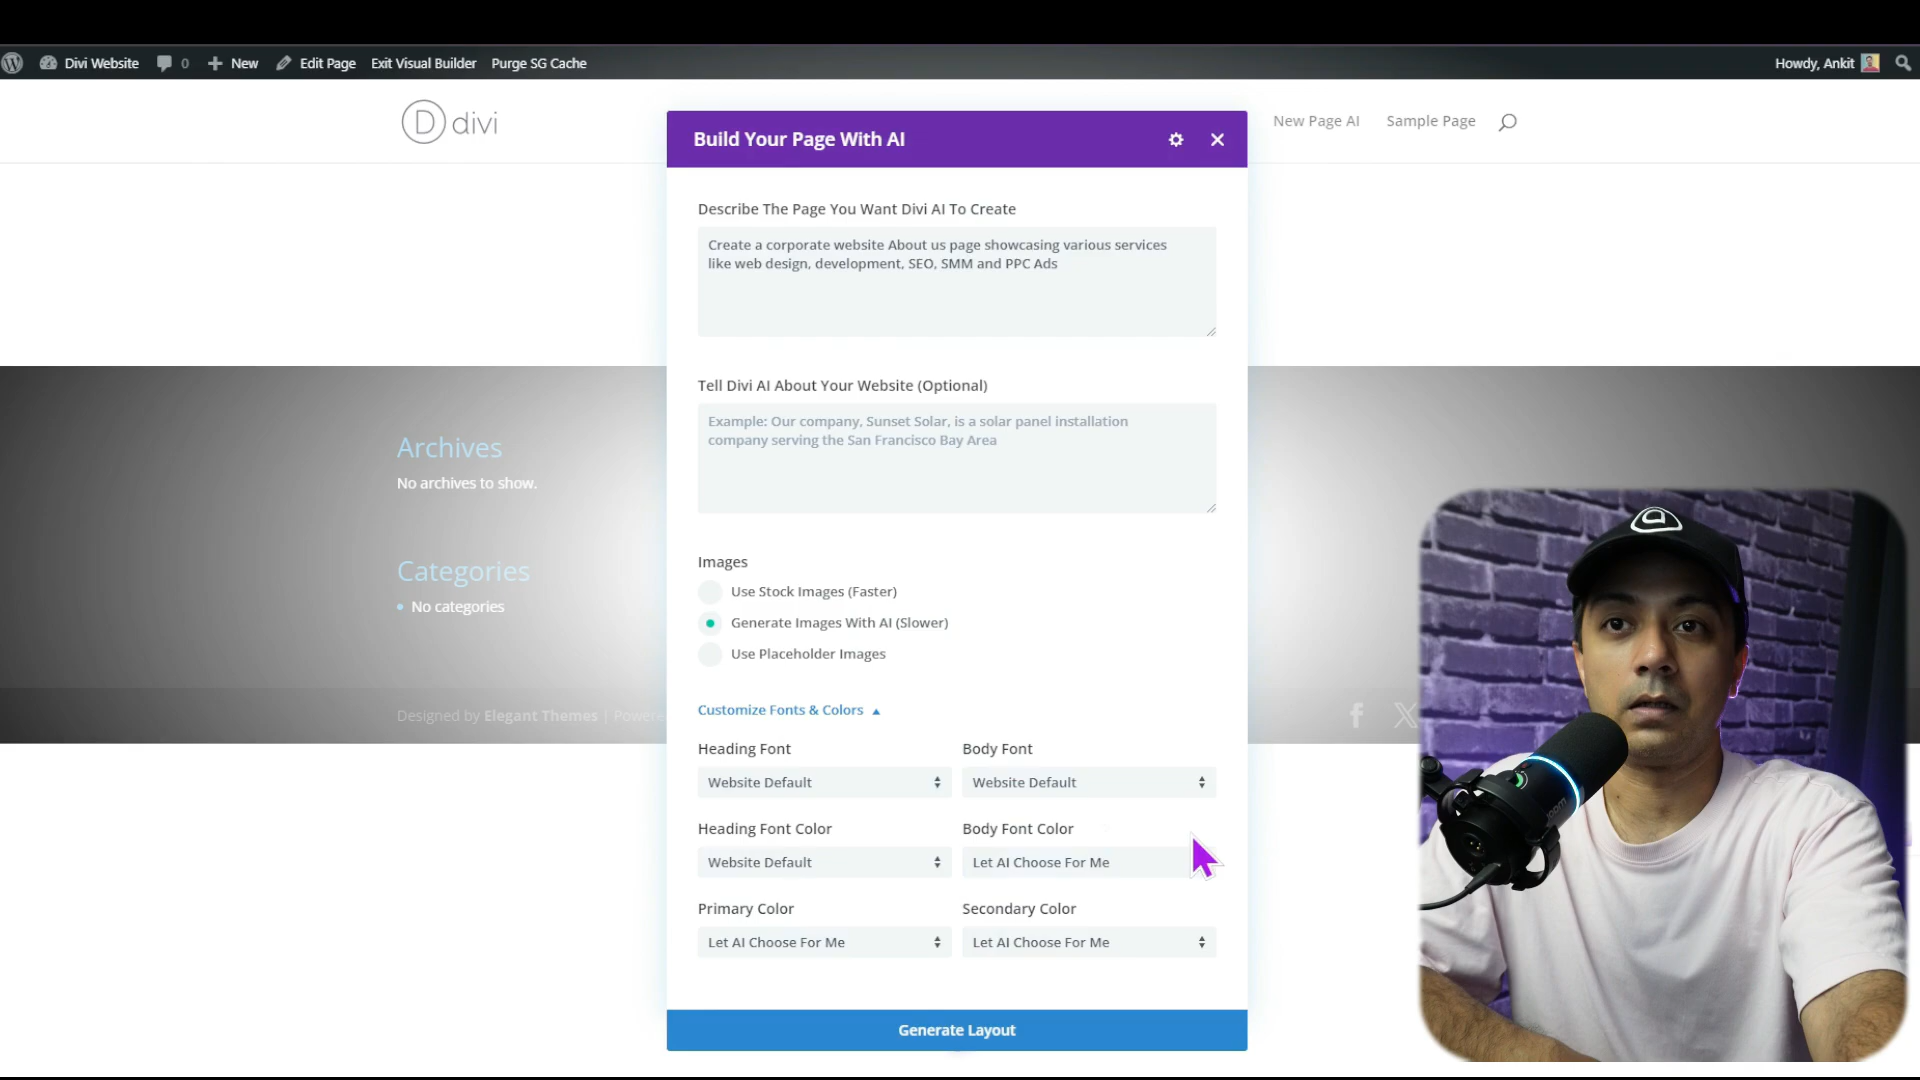 Divi Website 0 New Edit Page Exit Visual Builder Purge SG Cache Howdy, Ankit
D divi
New Page AI Sample Page
Build Your Page With AI
Describe The Page You Want Divi AI To Create
Create a corporate website About us page showcasing various services
like web design, development, SEO, SMM and PPC Ads
Tell Divi AI About Your Website (Optional)
Example: Our company, Sunset Solar, is a solar panel installation
company serving the San Francisco Bay Area
Archives
No archives to show.
Categories
No categories
Images
Use Stock Images (Faster)
Generate Images With AI (Slower)
Use Placeholder Images
Designed by Elegant Themes | Powere
Customize Fonts & Colors
Heading Font Body Font
Website Default Website Default
Heading Font Color Body Font Color
Website Default Let AI Choose For Me
Primary Color Secondary Color
Let AI Choose For Me Let AI Choose For Me
Generate Layout
zoom